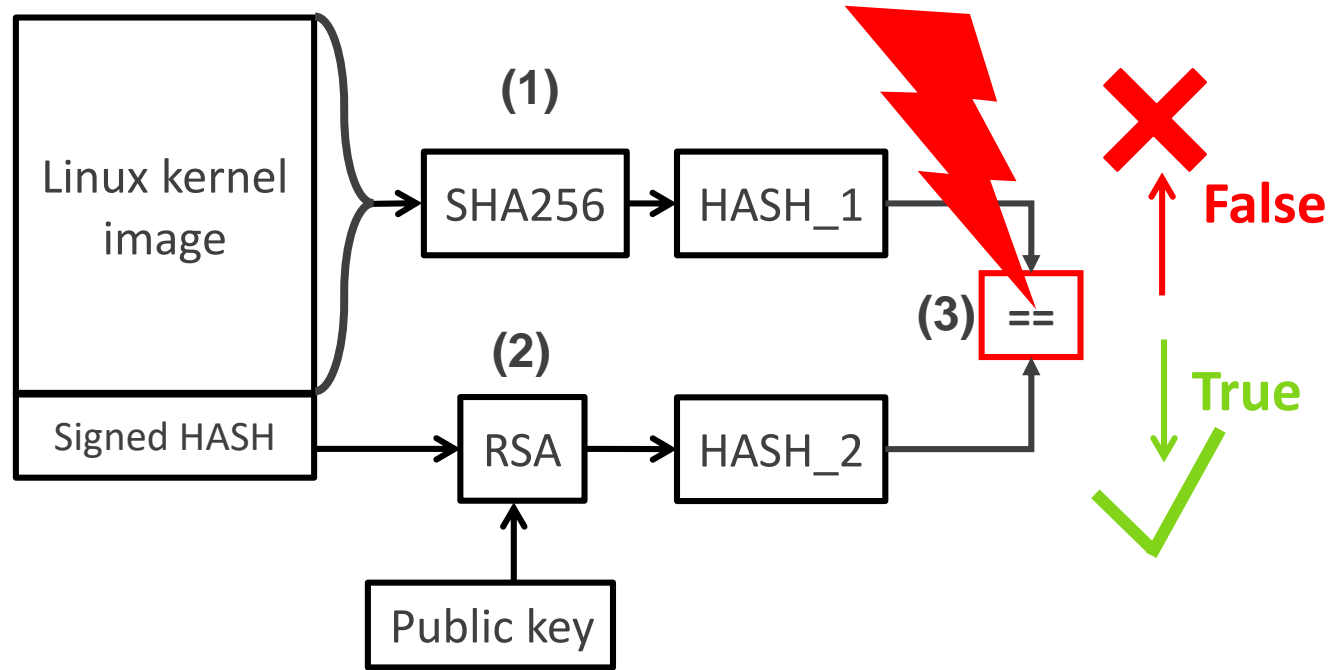 Linux kernel
image
Signed HASH
(1)
SHA256
HASH_1
(2)
RSA
HASH_2
Public key
(3)
==
False
True